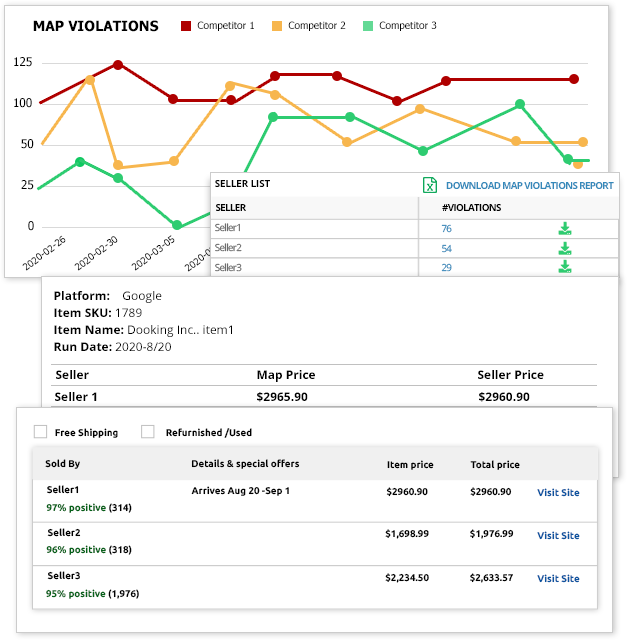 MAP VIOLATIONS
Competitor 1
Competitor 2
Competitor 3
125
100
50
25
0
2020-02-26
2020-02-30
2020-03-05
SELLER LIST
DOWNLOAD MAP VIOLATIONS REPORT
SELLER #VIOLATIONS
Seller1 76
Seller2 54
Seller3 29
Platform: Google
Item SKU: 1789
Item Name: Dooking Inc.. item1
Run Date: 2020-8/20
Seller Map Price Seller Price
Seller 1 $2965.90 $2960.90
Free Shipping Refurnished /Used
Sold By Details & special offers Item price Total price
Seller1 Arrives Aug 20 -Sep 1 $2960.90 $2960.90 Visit Site
97% positive (314)
Seller2 $1,698.99 $1,976.99 Visit Site
96% positive (318)
Seller3 $2,234.50 $2,633.57 Visit Site
95% positive (1,976)